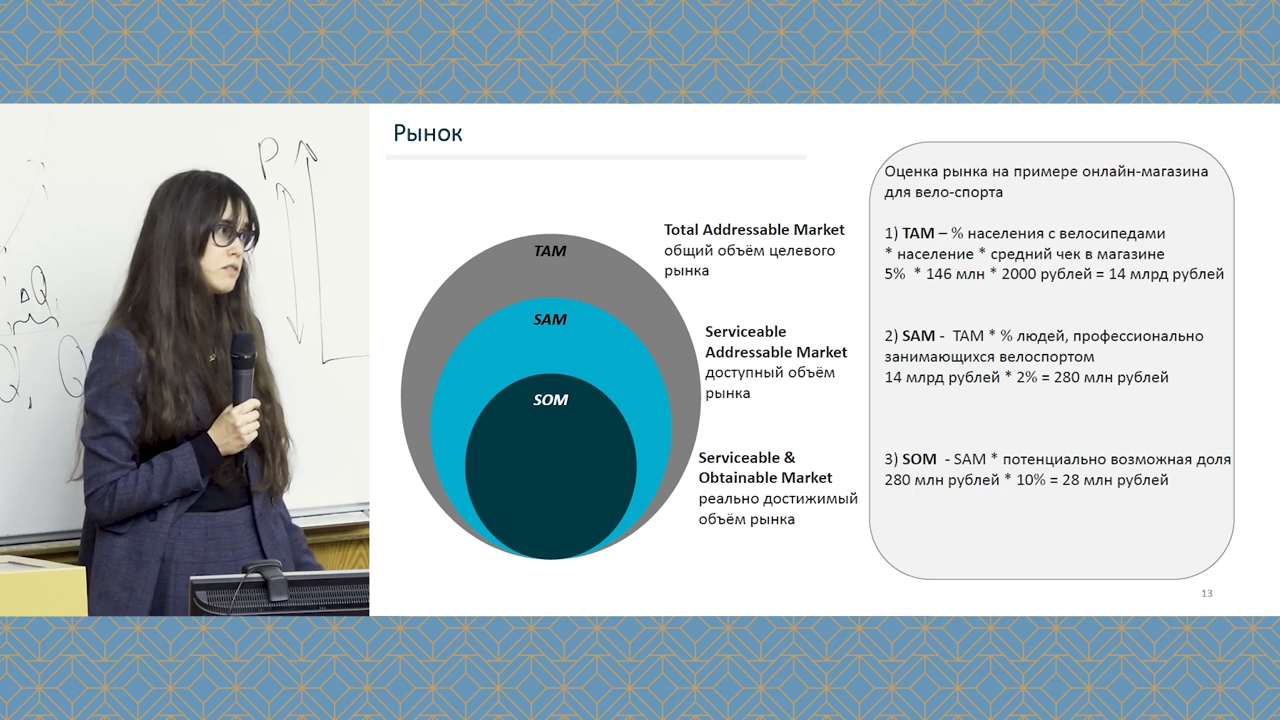 Рынок
P
ΔQ
Q
Q
TAM
SAM
SOM
Total Addressable Market
общий объём целевого
рынка
Serviceable
Addressable Market
доступный объём
рынка
Serviceable &
Obtainable Market
реально достижимый
объём рынка
Оценка рынка на примере онлайн-магазина
для вело-спорта
1) TAM – % населения с велосипедами
* население * средний чек в магазине
5% * 146 млн * 2000 рублей = 14 млрд рублей
2) SAM - TAM * % людей, профессионально
занимающихся велоспортом
14 млрд рублей * 2% = 280 млн рублей
3) SOM - SAM * потенциально возможная доля
280 млн рублей * 10% = 28 млн рублей
13